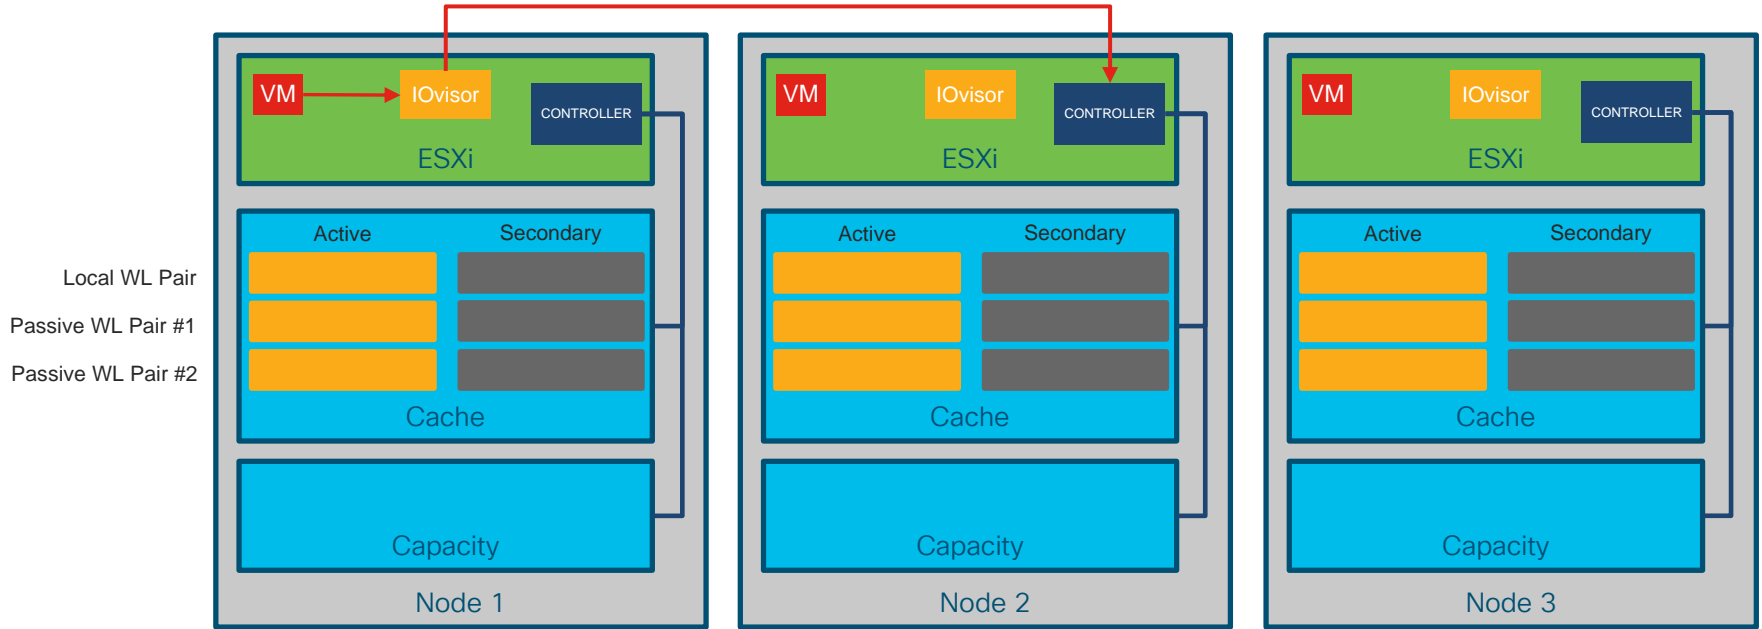 VM
IOvisor
CONTROLLER
ESXi
Active
Secondary
Local WL Pair
Passive WL Pair #1
Passive WL Pair #2
Cache
Capacity
Node 1
VM
IOvisor
CONTROLLER
ESXi
Active
Secondary
Cache
Capacity
Node 2
VM
IOvisor
CONTROLLER
ESXi
Active
Secondary
Cache
Capacity
Node 3